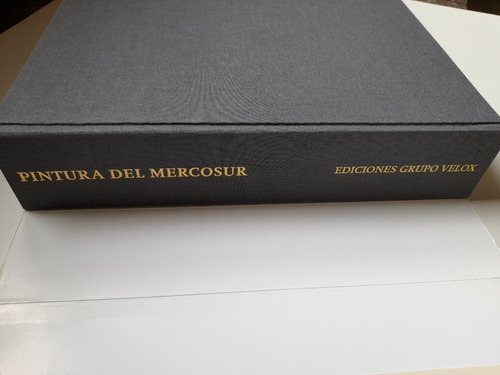 PINTURA DEL MERCOSUR
EDICIONES GRUPO VELOX